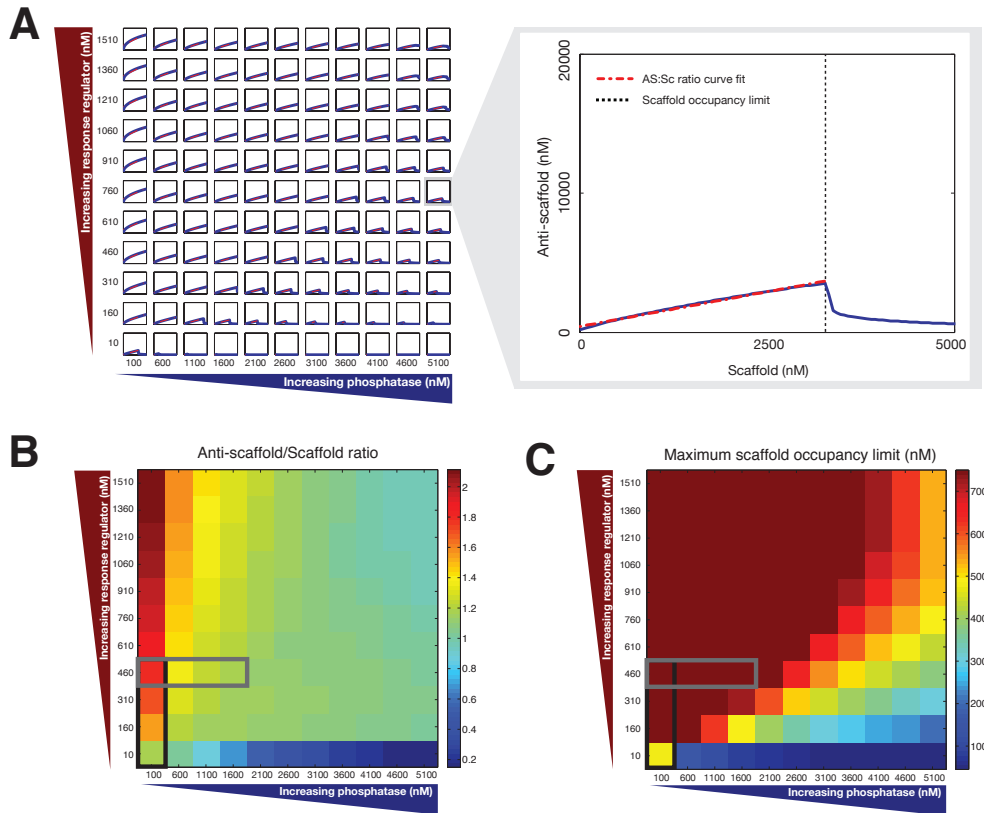 A
Increasing response regulator (nM)
1510
1360
1210
1060
910
760
610
460
310
160
10
100 600 1100 1600 2100 2600 3100 3600 4100 4600 5100
Increasing phosphatase (nM)
AS:Sc ratio curve fit
Scaffold occupancy limit
Anti-scaffold (nM)
20000
10000
0
0 2500 5000
Scaffold (nM)
B
Anti-scaffold/Scaffold ratio
Increasing response regulator (nM)
1510
1360
1210
1060
910
760
610
460
310
160
10
100 600 1100 1600 2100 2600 3100 3600 4100 4600 5100
Increasing phosphatase (nM)
2
1.8
1.6
1.4
1.2
1
0.8
0.6
0.4
0.2
C
Maximum scaffold occupancy limit (nM)
Increasing response regulator (nM)
1510
1360
1210
1060
910
760
610
460
310
160
10
100 600 1100 1600 2100 2600 3100 3600 4100 4600 5100
Increasing phosphatase (nM)